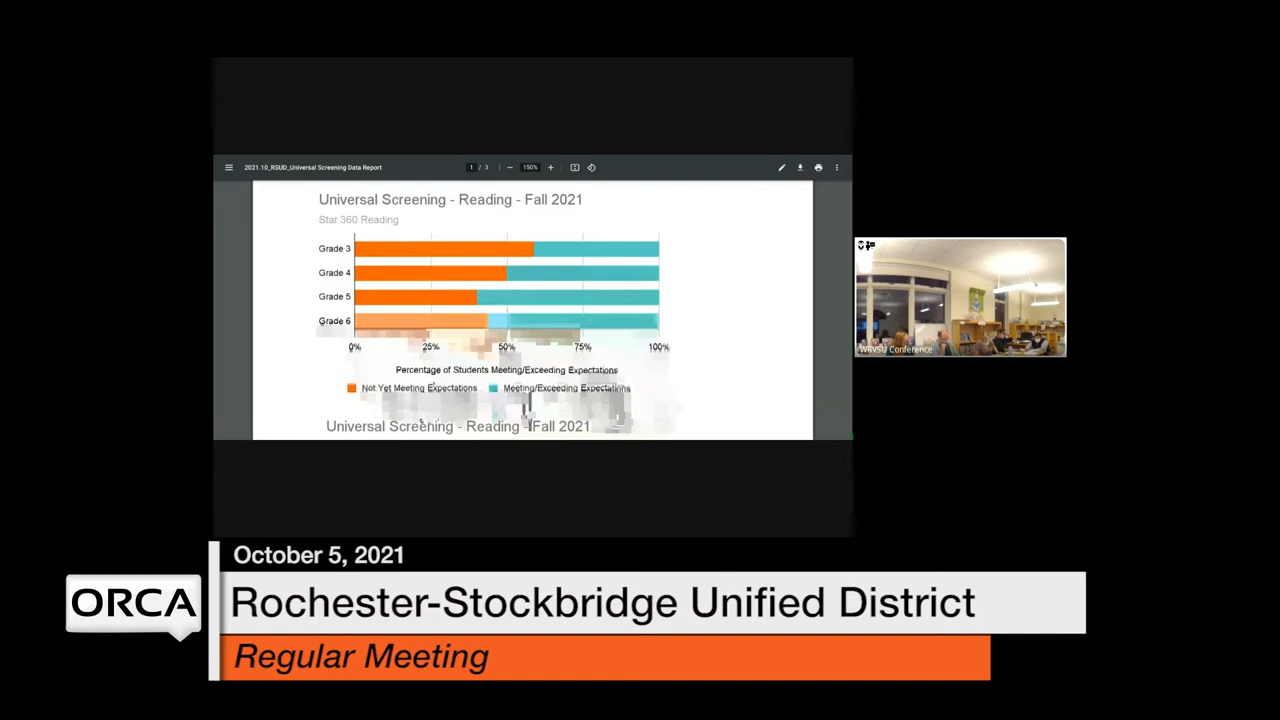 2021.10_RSUD_Universal Screening Data Report
1 / 3
150%
Universal Screening - Reading - Fall 2021
Star 360 Reading
Grade 3
Grade 4
Grade 5
Grade 6
0% 25% 50% 75% 100%
Percentage of Students Meeting/Exceeding Expectations
Not Yet Meeting Expectations Meeting/Exceeding Expectations
Universal Screening - Reading - Fall 2021
WRVSU Conference
October 5, 2021
ORCA
Rochester-Stockbridge Unified District
Regular Meeting